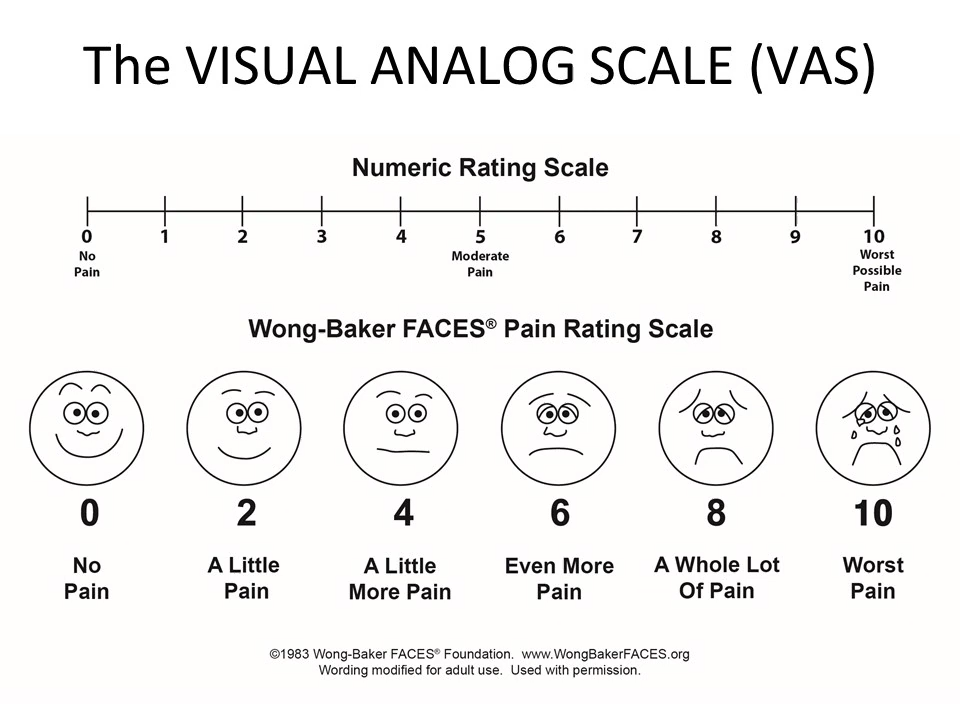 The VISUAL ANALOG SCALE (VAS)
Numeric Rating Scale
0 1 2 3 4 5 6 7 8 9 10
No Pain
Moderate Pain
Worst Possible Pain
Wong-Baker FACES® Pain Rating Scale
0 2 4 6 8 10
No A Little A Little Even More A Whole Lot Worst
Pain Pain More Pain Pain Of Pain Pain
©1983 Wong-Baker FACES® Foundation. www.WongBakerFACES.org
Wording modified for adult use. Used with permission.